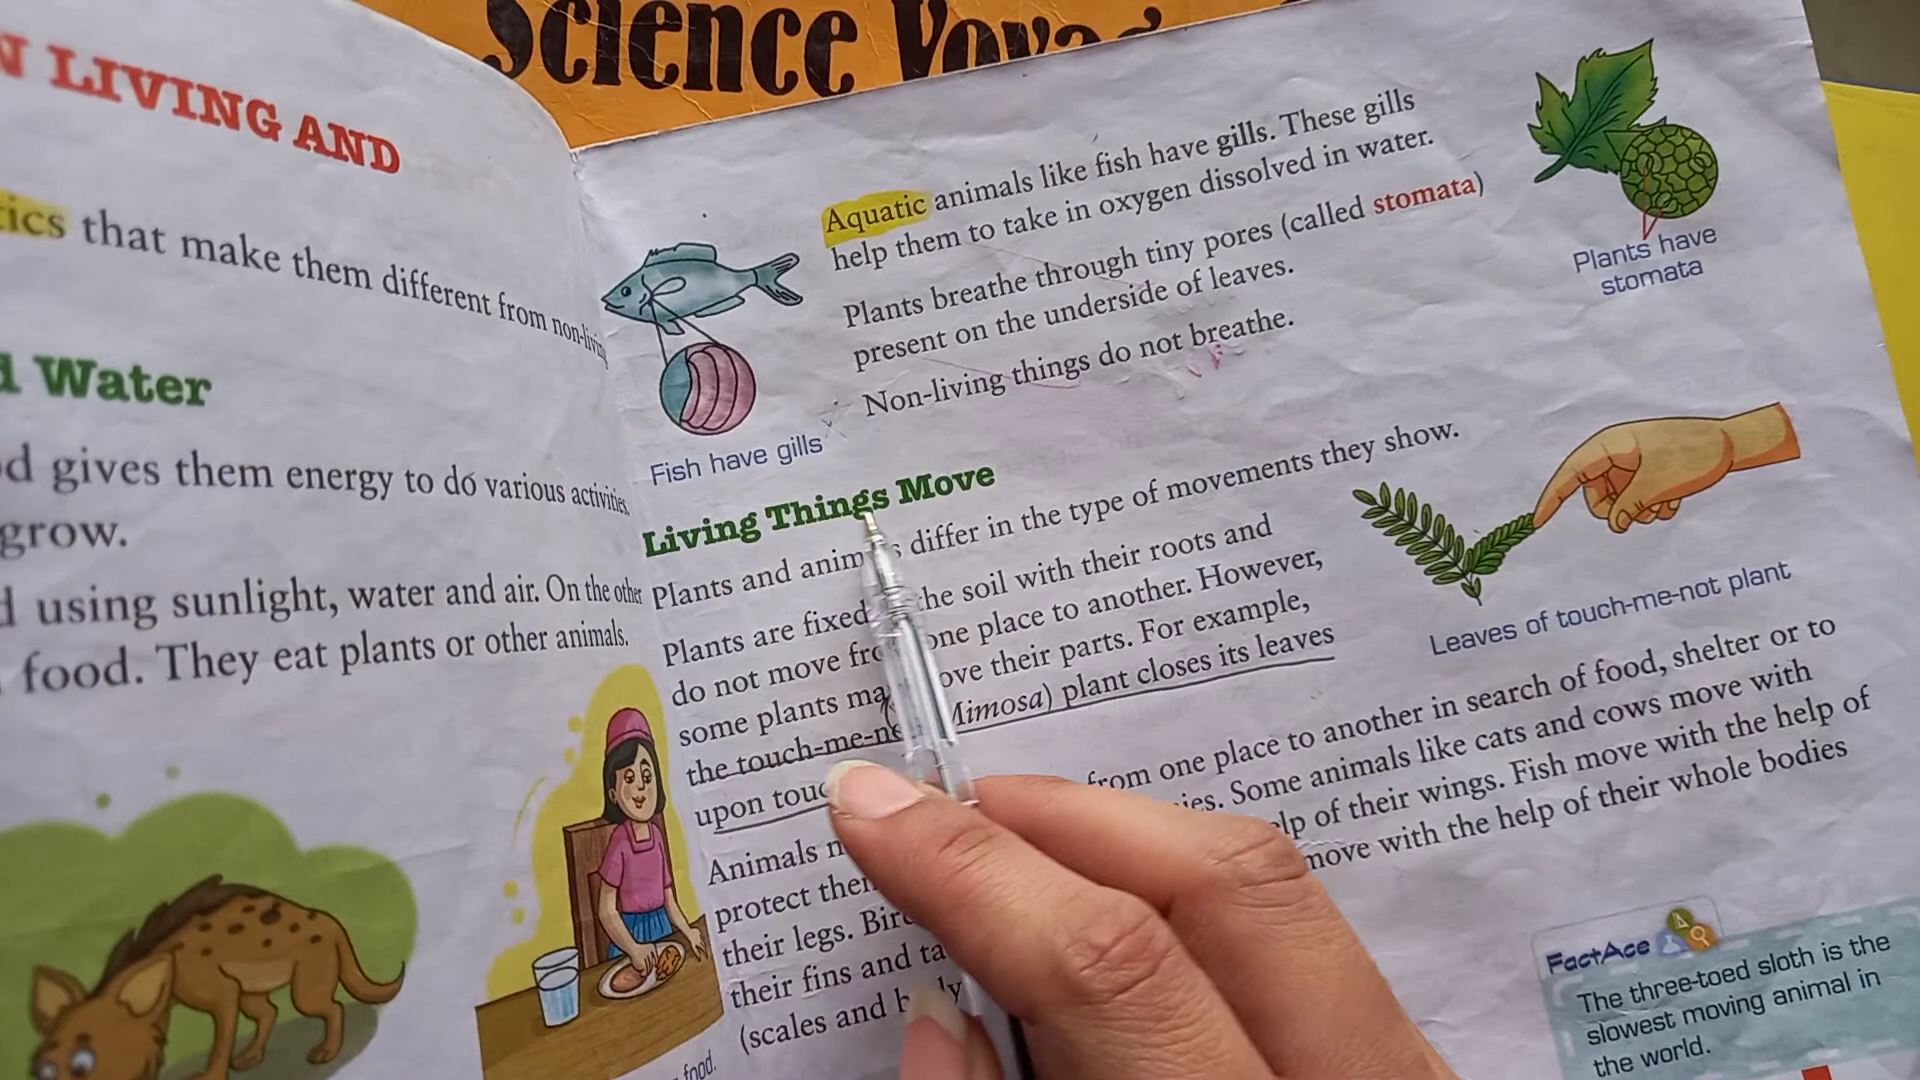 Science
N LIVING AND
tics that make them different from non-living
d Water
gives them energy to do various activities.
grow.
using sunlight, water and air. On the other
food. They eat plants or other animals.
food.
Aquatic animals like fish have gills. These gills
help them to take in oxygen dissolved in water.
Plants breathe through tiny pores (called stomata)
present on the underside of leaves.
Non-living things do not breathe.
Plants have
stomata
Fish have gills
Living Things Move
Plants and animals differ in the type of movements they show.
Plants are fixed the soil with their roots and
do not move from one place to another. However,
some plants may move their parts. For example,
the touch-me-not (Mimosa) plant closes its leaves
upon touc
Leaves of touch-me-not plant
Animals from one place to another in search of food, shelter or to
protect Some animals like cats and cows move with
their legs. Birds help of their wings. Fish move with the help of
their fins and move with the help of their whole bodies
(scales and
FactAce
The three-toed sloth is the
slowest moving animal in
the world.